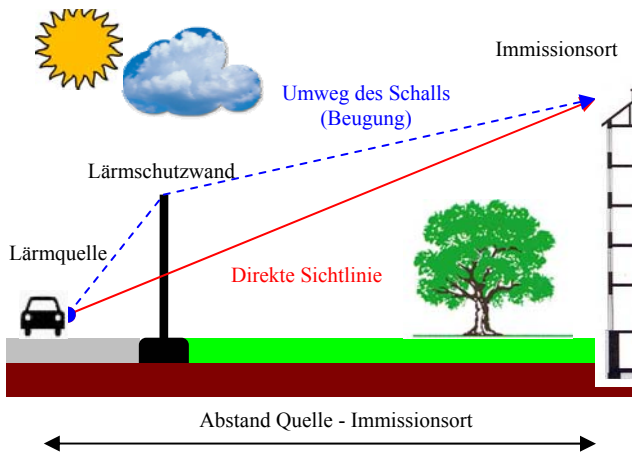 Immissionsort
Umweg des Schalls
(Beugung)
Lärmschutzwand
Lärmquelle
Direkte Sichtlinie
Abstand Quelle - Immissionsort